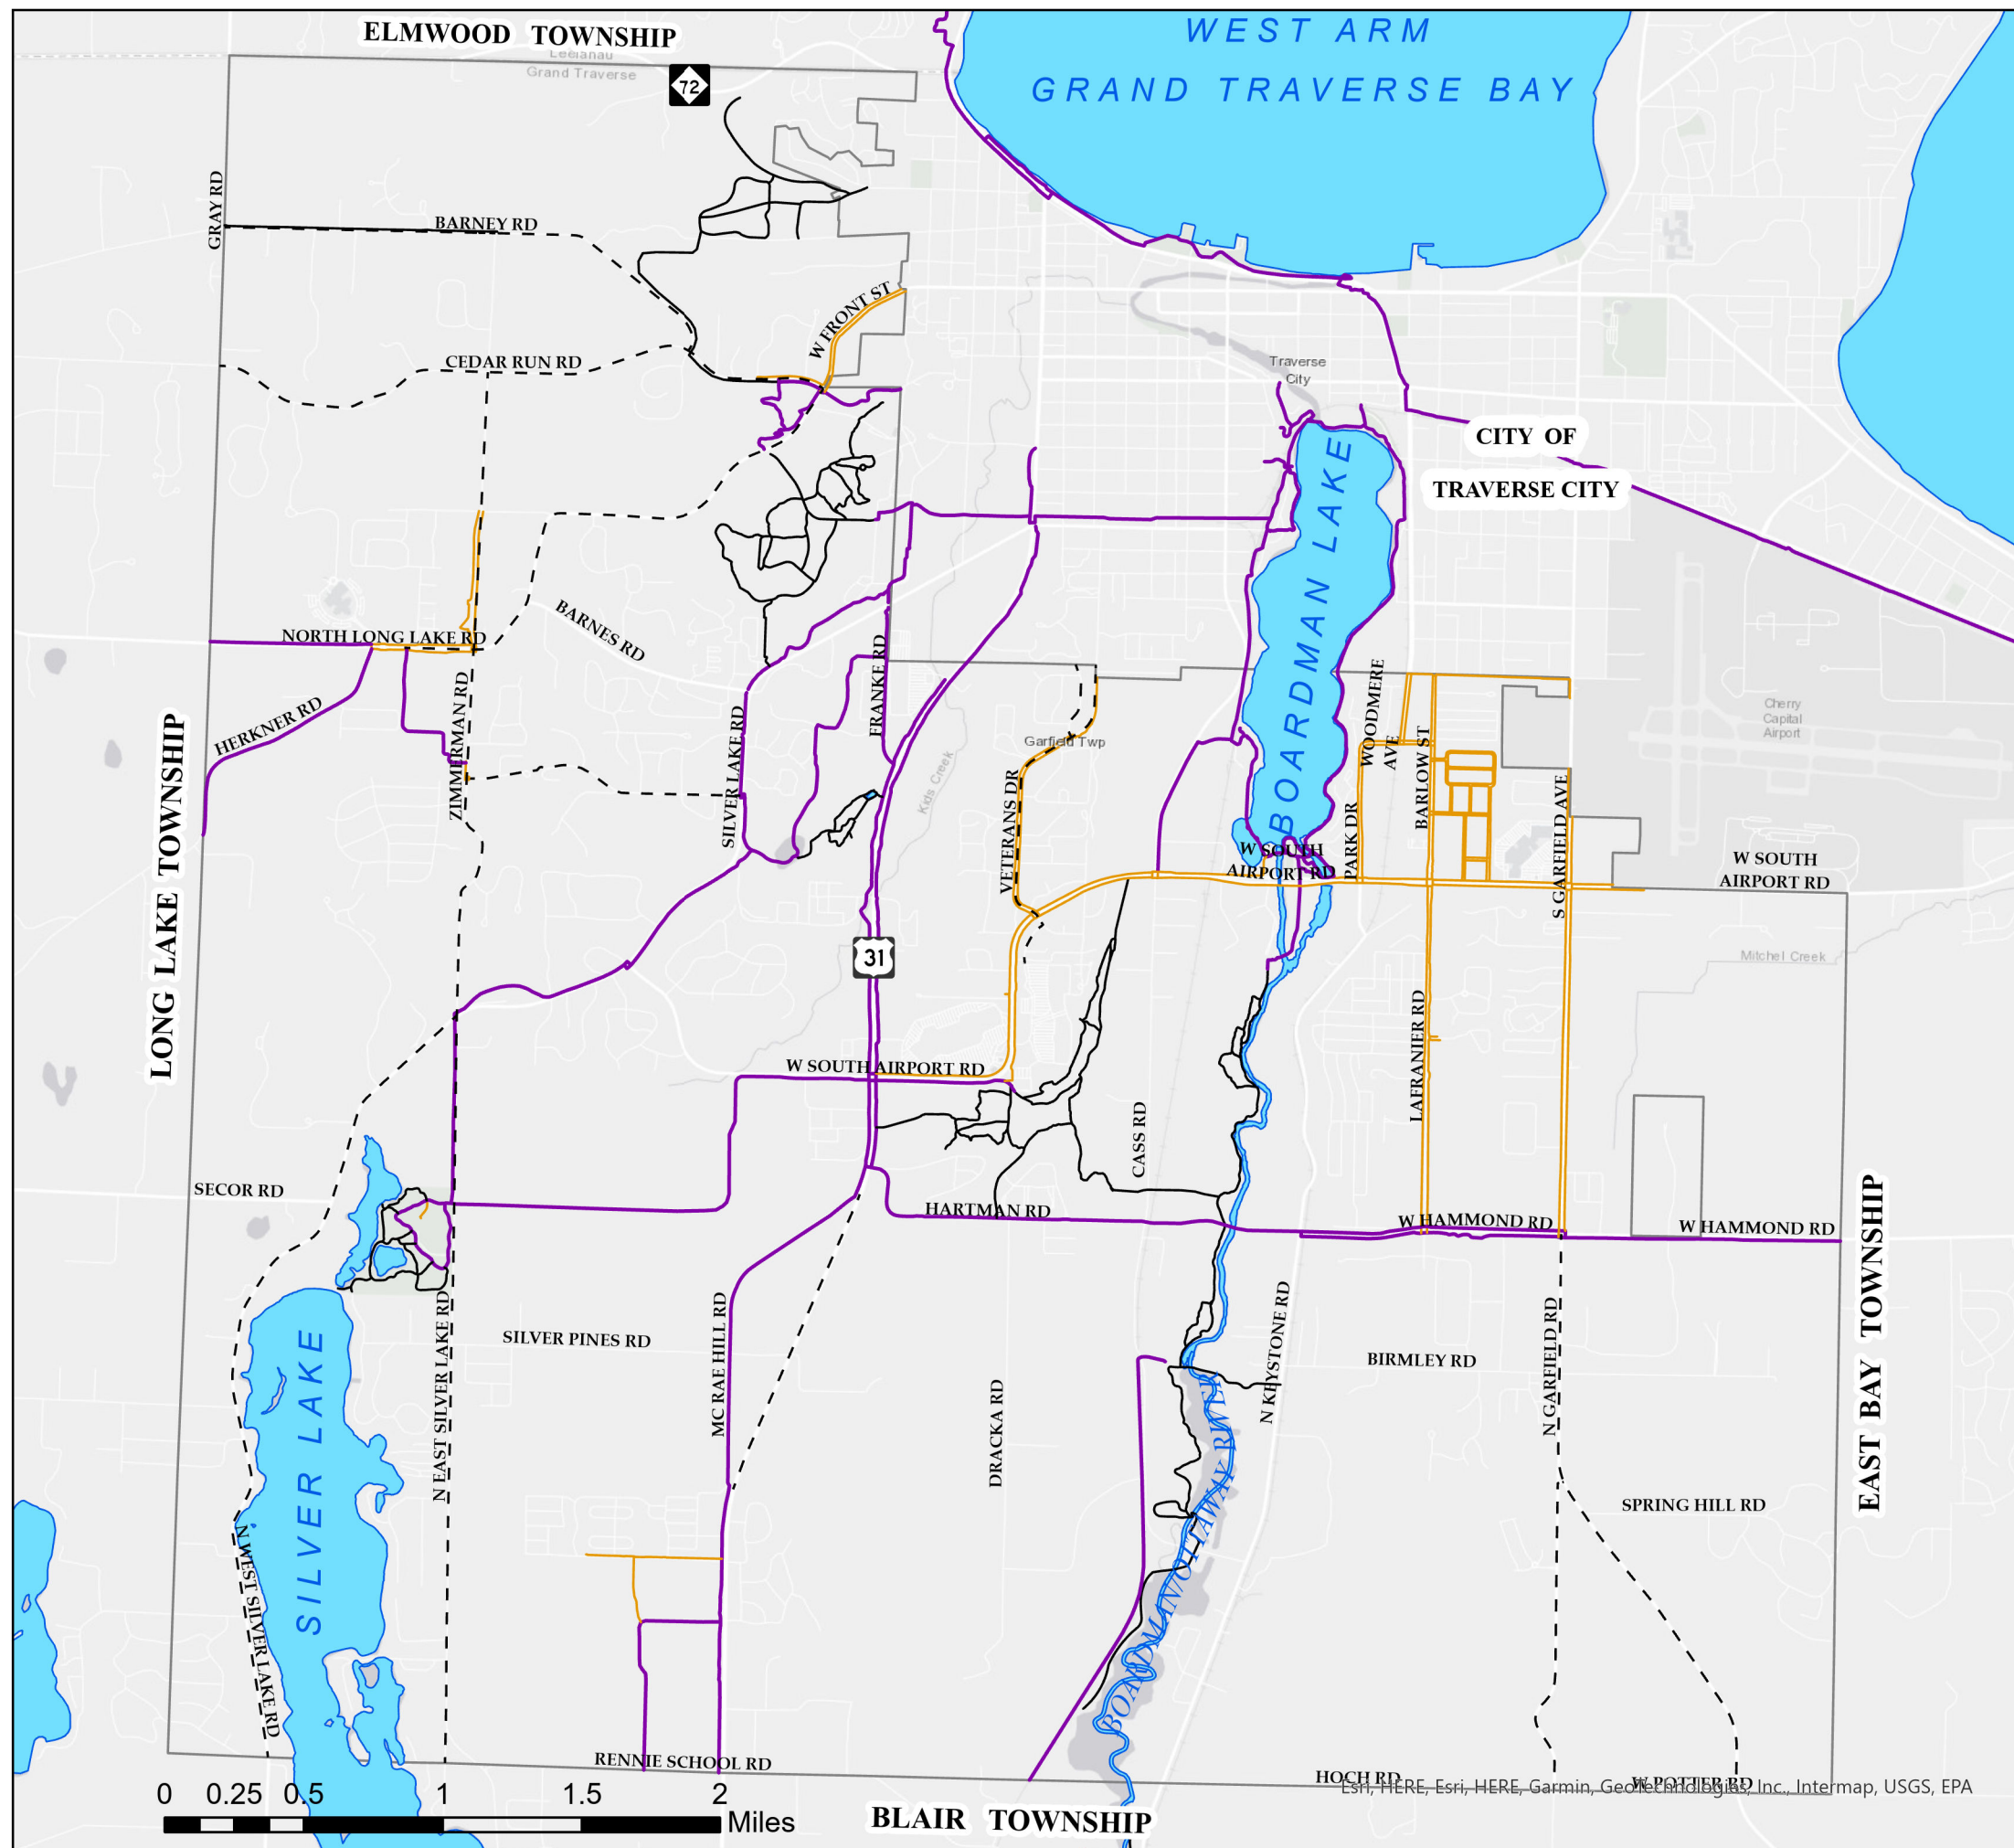 ELMWOOD TOWNSHIP
Leelanau
Grand Traverse
72
WEST ARM
GRAND TRAVERSE BAY
GRAY RD
BARNEY RD
W FRONT ST
CEDAR RUN RD
Traverse
City
CITY OF
TRAVERSE CITY
BOARDMAN LAKE
NORTH LONG LAKE RD
BARNES RD
HERKNER RD
ZIMMERMAN RD
SILVER LAKE RD
FRANKE RD
Garfield Twp
Kids Creek
VETERANS DR
WOODMERE
AVE
BARLOW ST
PARK DR
S GARFIELD AVE
Cherry
Capital
Airport
W SOUTH
AIRPORT RD
W SOUTH
AIRPORT RD
LONG LAKE TOWNSHIP
31
Mitchel Creek
LAFRANIER RD
W SOUTH AIRPORT RD
CASS RD
SECOR RD
HARTMAN RD
W HAMMOND RD
W HAMMOND RD
EAST BAY TOWNSHIP
SILVER LAKE
N EAST SILVER LAKE RD
SILVER PINES RD
MC RAE HILL RD
DRACKA RD
N KEYSTONE RD
BIRMLEY RD
N GARFIELD RD
SPRING HILL RD
BOARDMAN/OTTAWAY RIVER
N WEST SILVER LAKE RD
RENNIE SCHOOL RD
HOCH RD
W POTTER RD
Esri, HERE, Esri, HERE, Garmin, GeoTechnologies, Inc., Intermap, USGS, EPA
0 0.25 0.5 1 1.5 2
Miles
BLAIR TOWNSHIP